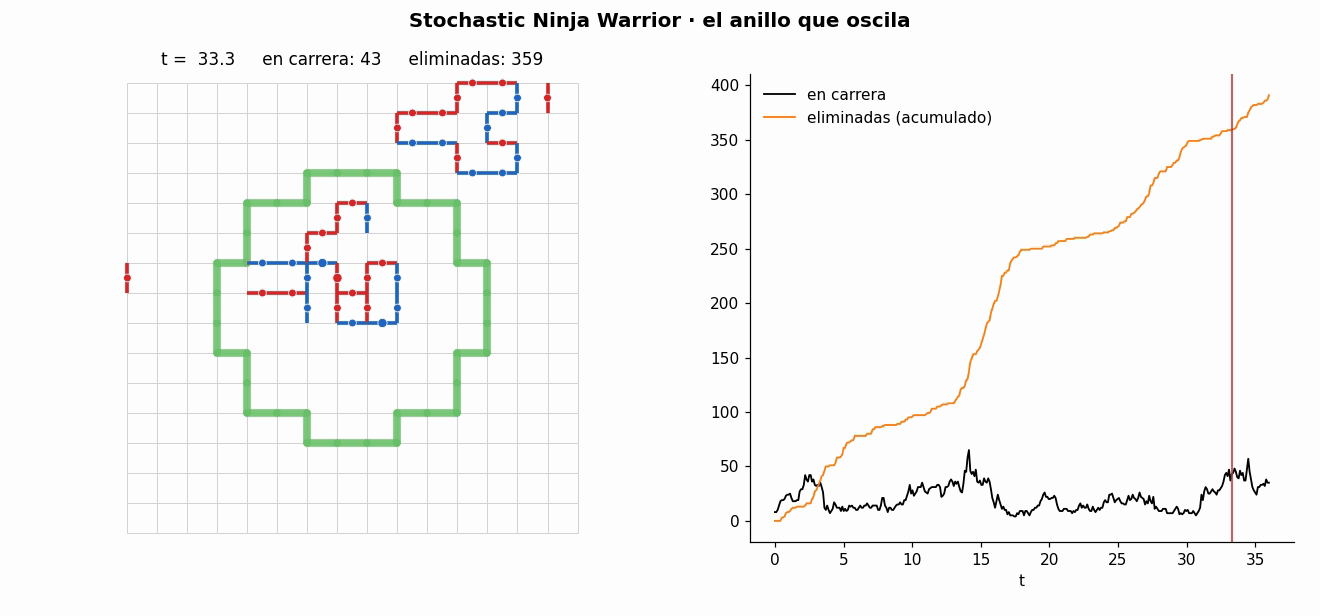 Stochastic Ninja Warrior · el anillo que oscila
t =  33.3     en carrera: 43     eliminadas: 359
en carrera
eliminadas (acumulado)
400
350
300
250
200
150
100
50
0
0 5 10 15 20 25 30 35
t